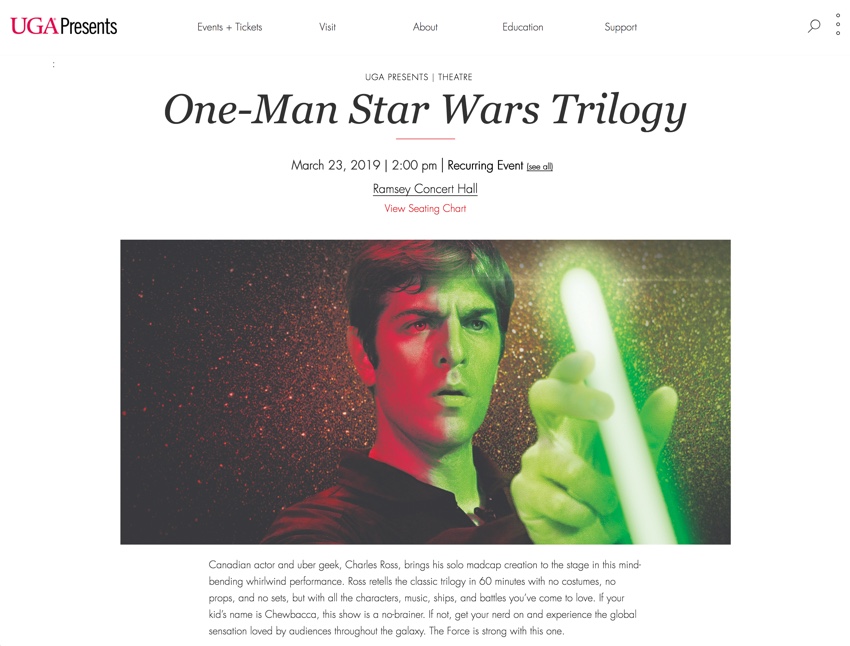 UGA Presents
Events + Tickets Visit About Education Support
UGA PRESENTS | THEATRE
One-Man Star Wars Trilogy
March 23, 2019 | 2:00 pm | Recurring Event (see all)
Ramsey Concert Hall
View Seating Chart
Canadian actor and uber geek, Charles Ross, brings his solo madcap creation to the stage in this mind-
bending whirlwind performance. Ross retells the classic trilogy in 60 minutes with no costumes, no
props, and no sets, but with all the characters, music, ships, and battles you've come to love. If your
kid's name is Chewbacca, this show is a no-brainer. If not, get your nerd on and experience the global
sensation loved by audiences throughout the galaxy. The Force is strong with this one.